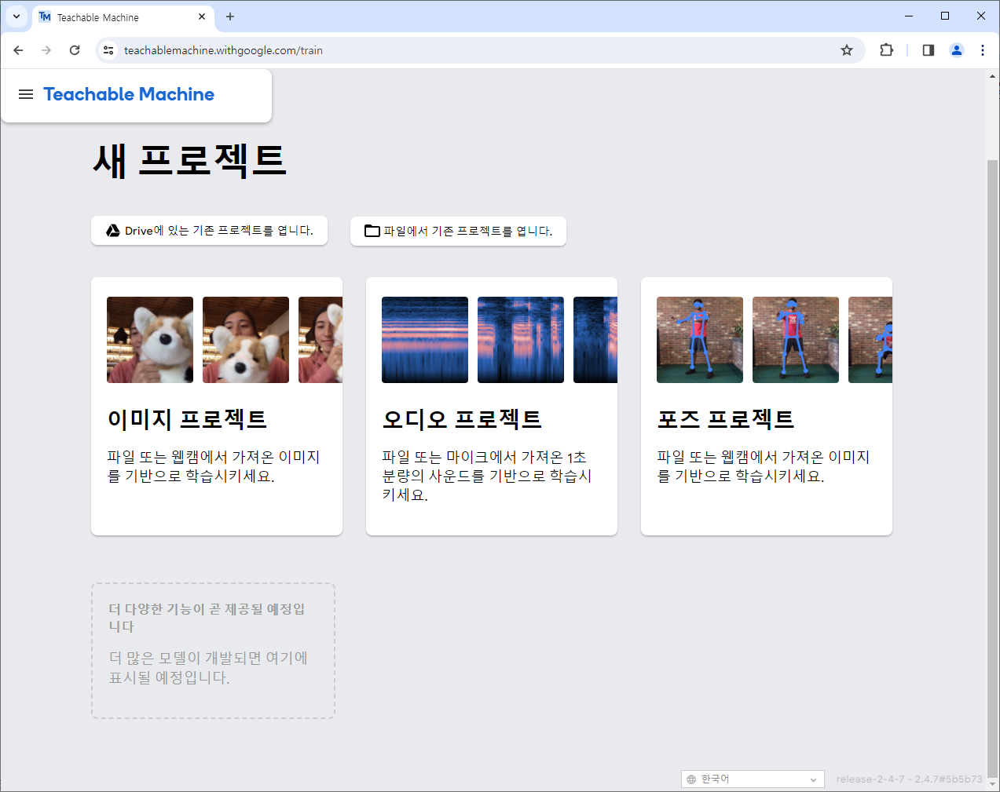 Teachable Machine
teachablemachine.withgoogle.com/train
Teachable Machine
새 프로젝트
Drive에 있는 기존 프로젝트를 엽니다.
파일에서 기존 프로젝트를 엽니다.
이미지 프로젝트
파일 또는 웹캠에서 가져온 이미지
를 기반으로 학습시키세요.
오디오 프로젝트
파일 또는 마이크에서 가져온 1초
분량의 사운드를 기반으로 학습시
키세요.
포즈 프로젝트
파일 또는 웹캠에서 가져온 이미지
를 기반으로 학습시키세요.
더 다양한 기능이 곧 제공될 예정입
니다
더 많은 모델이 개발되면 여기에
표시될 예정입니다.
한국어
release-2-4-7 - 2.4.7#5b5b73